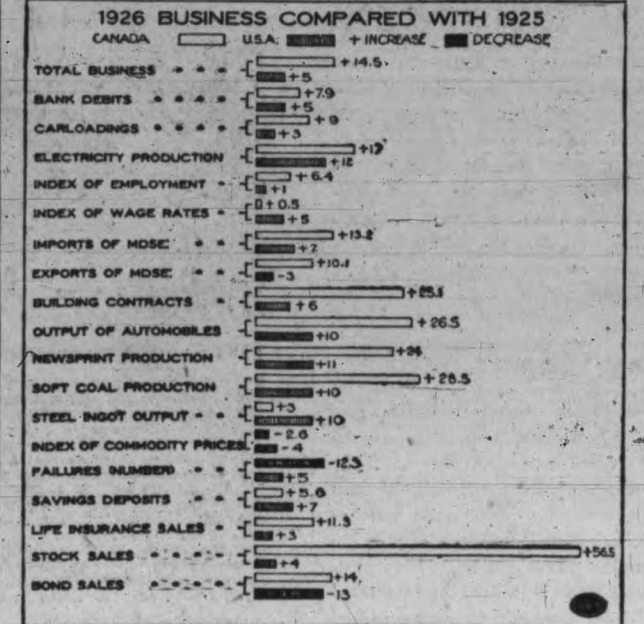 1926 BUSINESS COMPARED WITH 1925
CANADA U.S.A. + INCREASE DECREASE
TOTAL BUSINESS +14.5
+5
BANK DEBITS +7.9
+5
CARLOADINGS +9
+3
ELECTRICITY PRODUCTION +17
+12
INDEX OF EMPLOYMENT +6.4
+1
INDEX OF WAGE RATES +0.5
+5
IMPORTS OF MDSE. +13.2
+7
EXPORTS OF MDSE. +10.1
-3
BUILDING CONTRACTS +25.1
+6
OUTPUT OF AUTOMOBILES +26.5
+10
NEWSPRINT PRODUCTION +24
+11
SOFT COAL PRODUCTION +28.5
+10
STEEL INGOT OUTPUT +3
+10
INDEX OF COMMODITY PRICES -2.6
-4
FAILURES (NUMBER) -12.3
+5
SAVINGS DEPOSITS +5.6
+7
LIFE INSURANCE SALES +11.3
+3
STOCK SALES +56.5
+4
BOND SALES +14
-13